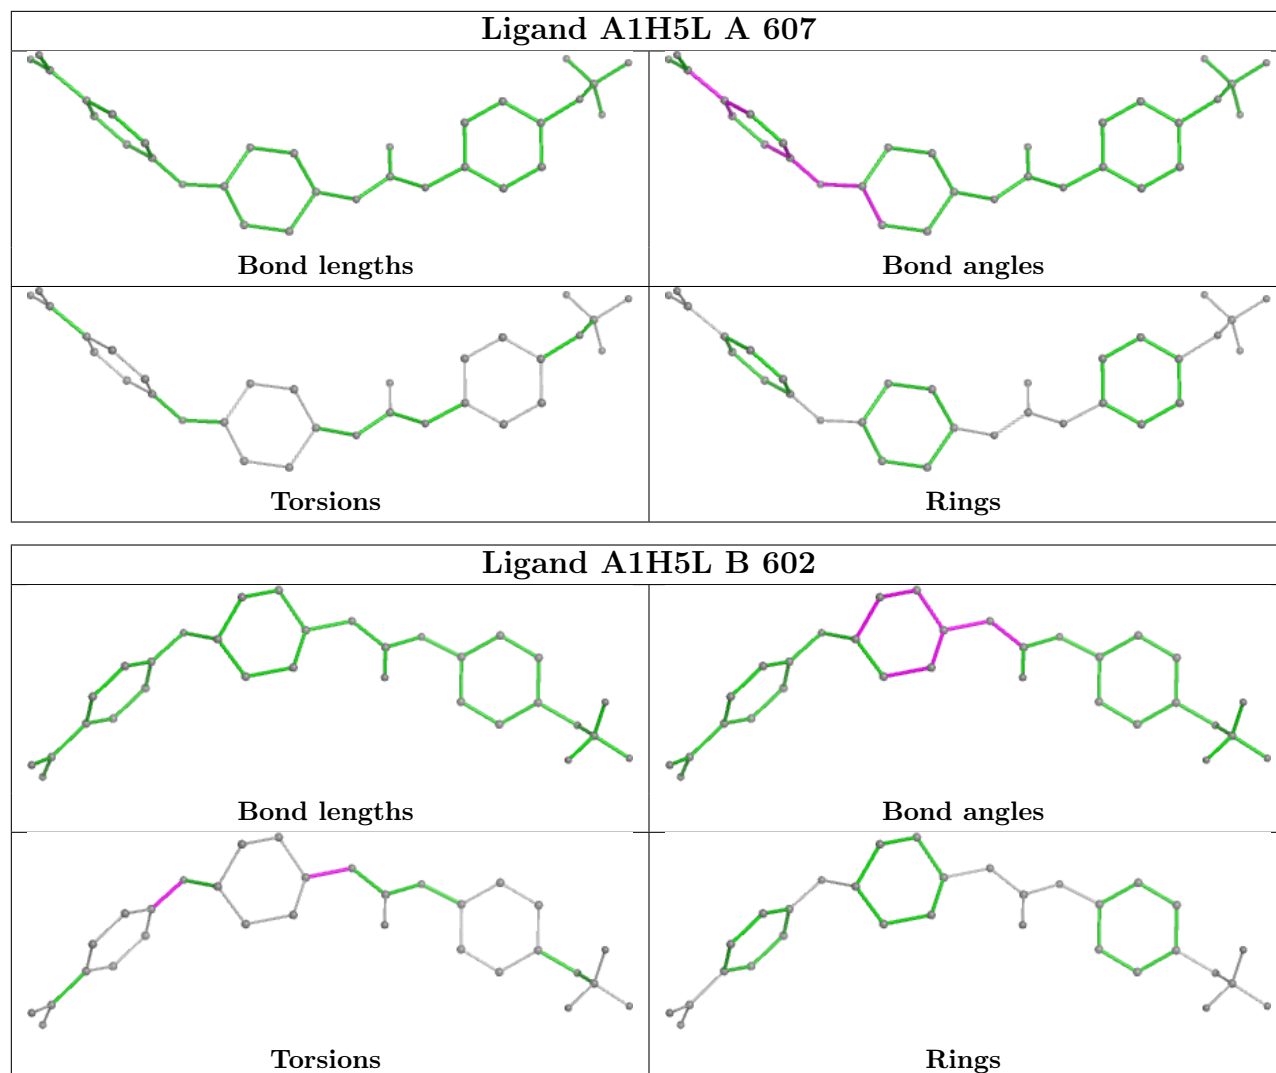 Ligand A1H5L A 607
Bond lengths
Bond angles
Torsions
Rings
Ligand A1H5L B 602
Bond lengths
Bond angles
Torsions
Rings